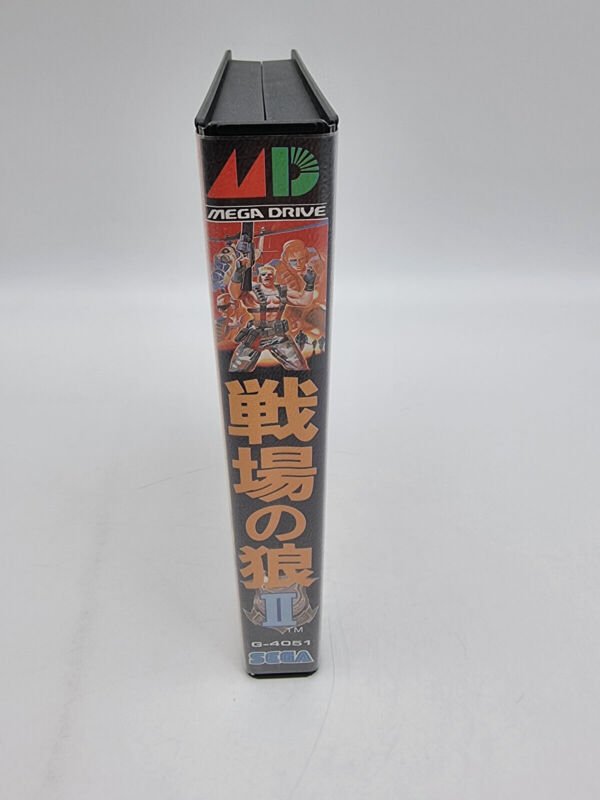 MD
MEGA DRIVE
戦場の狼
II
TM
G-4051
SEGA